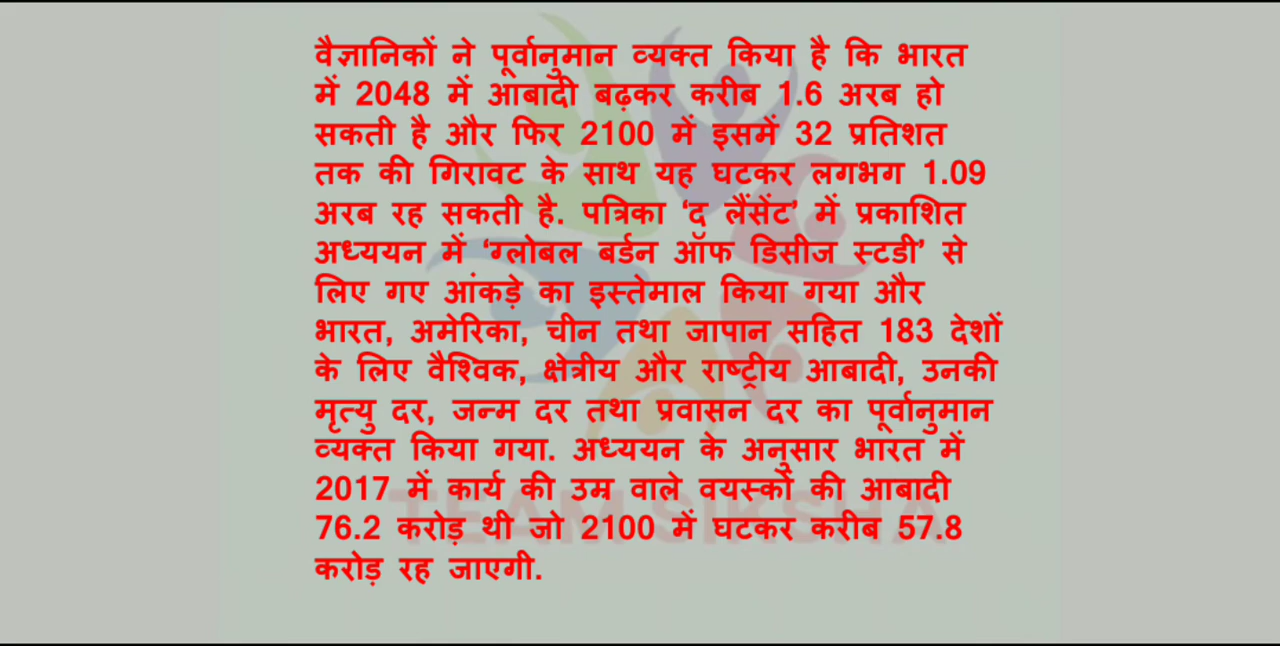 वैज्ञानिकों ने पूर्वानुमान व्यक्त किया है कि भारत
में 2048 में आबादी बढ़कर करीब 1.6 अरब हो
सकती है और फिर 2100 में इसमें 32 प्रतिशत
तक की गिरावट के साथ यह घटकर लगभग 1.09
अरब रह सकती है. पत्रिका ‘द लैंसेंट’ में प्रकाशित
अध्ययन में ‘ग्लोबल बर्डन ऑफ डिसीज स्टडी’ से
लिए गए आंकड़े का इस्तेमाल किया गया और
भारत, अमेरिका, चीन तथा जापान सहित 183 देशों
के लिए वैश्विक, क्षेत्रीय और राष्ट्रीय आबादी, उनकी
मृत्यु दर, जन्म दर तथा प्रवासन दर का पूर्वानुमान
व्यक्त किया गया. अध्ययन के अनुसार भारत में
2017 में कार्य की उम्र वाले वयस्कों की आबादी
76.2 करोड़ थी जो 2100 में घटकर करीब 57.8
करोड़ रह जाएगी.
TEAM SIKSHA